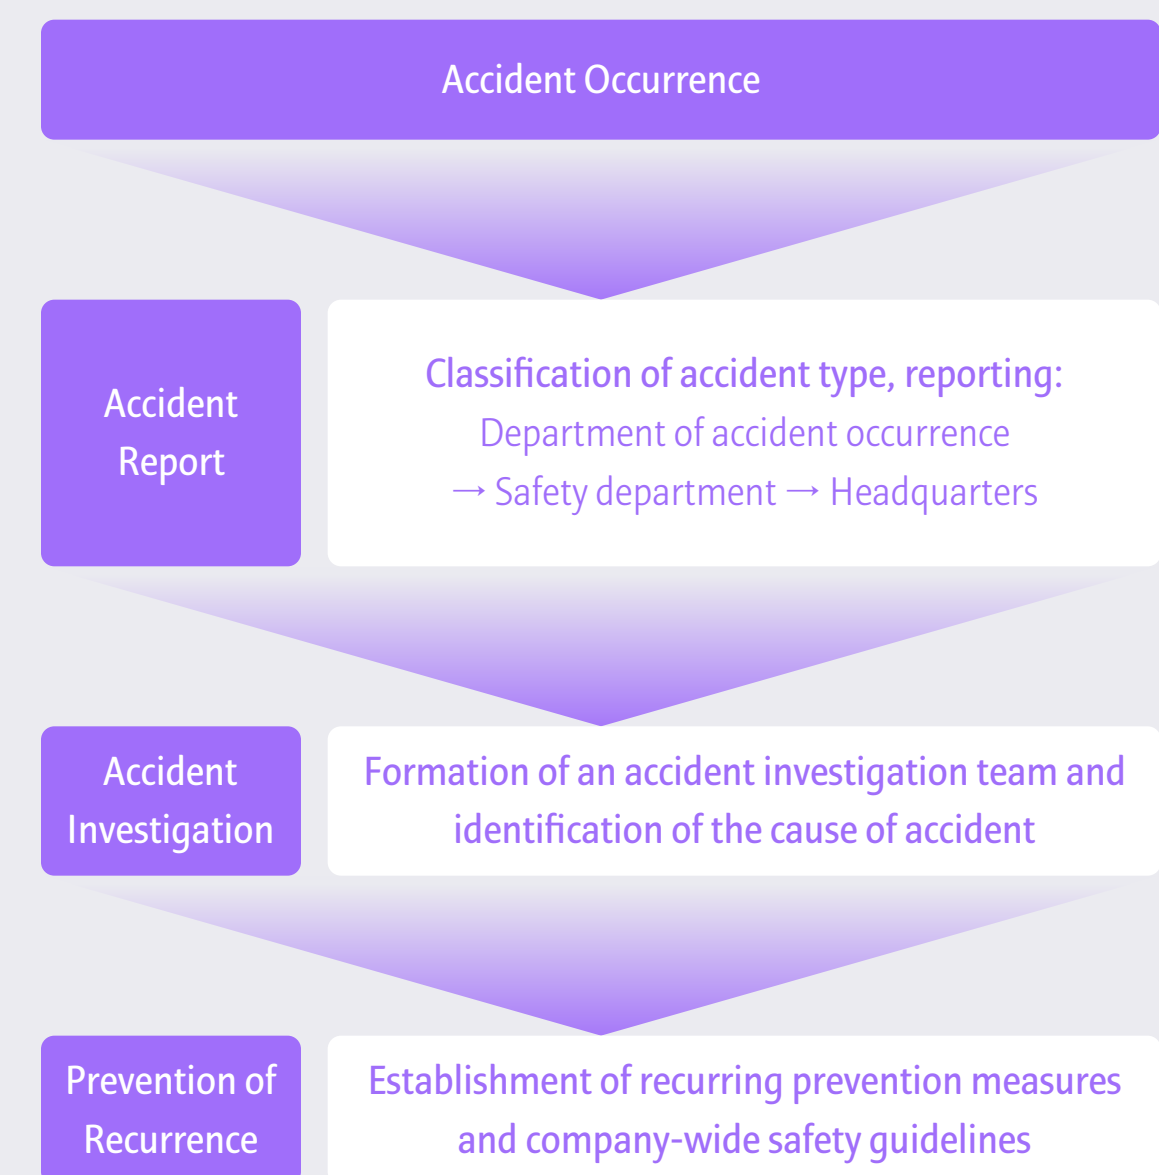 Accident Occurrence
Accident
Report
Classification of accident type, reporting:
Department of accident occurrence
→ Safety department → Headquarters
Accident
Investigation
Formation of an accident investigation team and
identification of the cause of accident
Prevention of
Recurrence
Establishment of recurring prevention measures
and company-wide safety guidelines